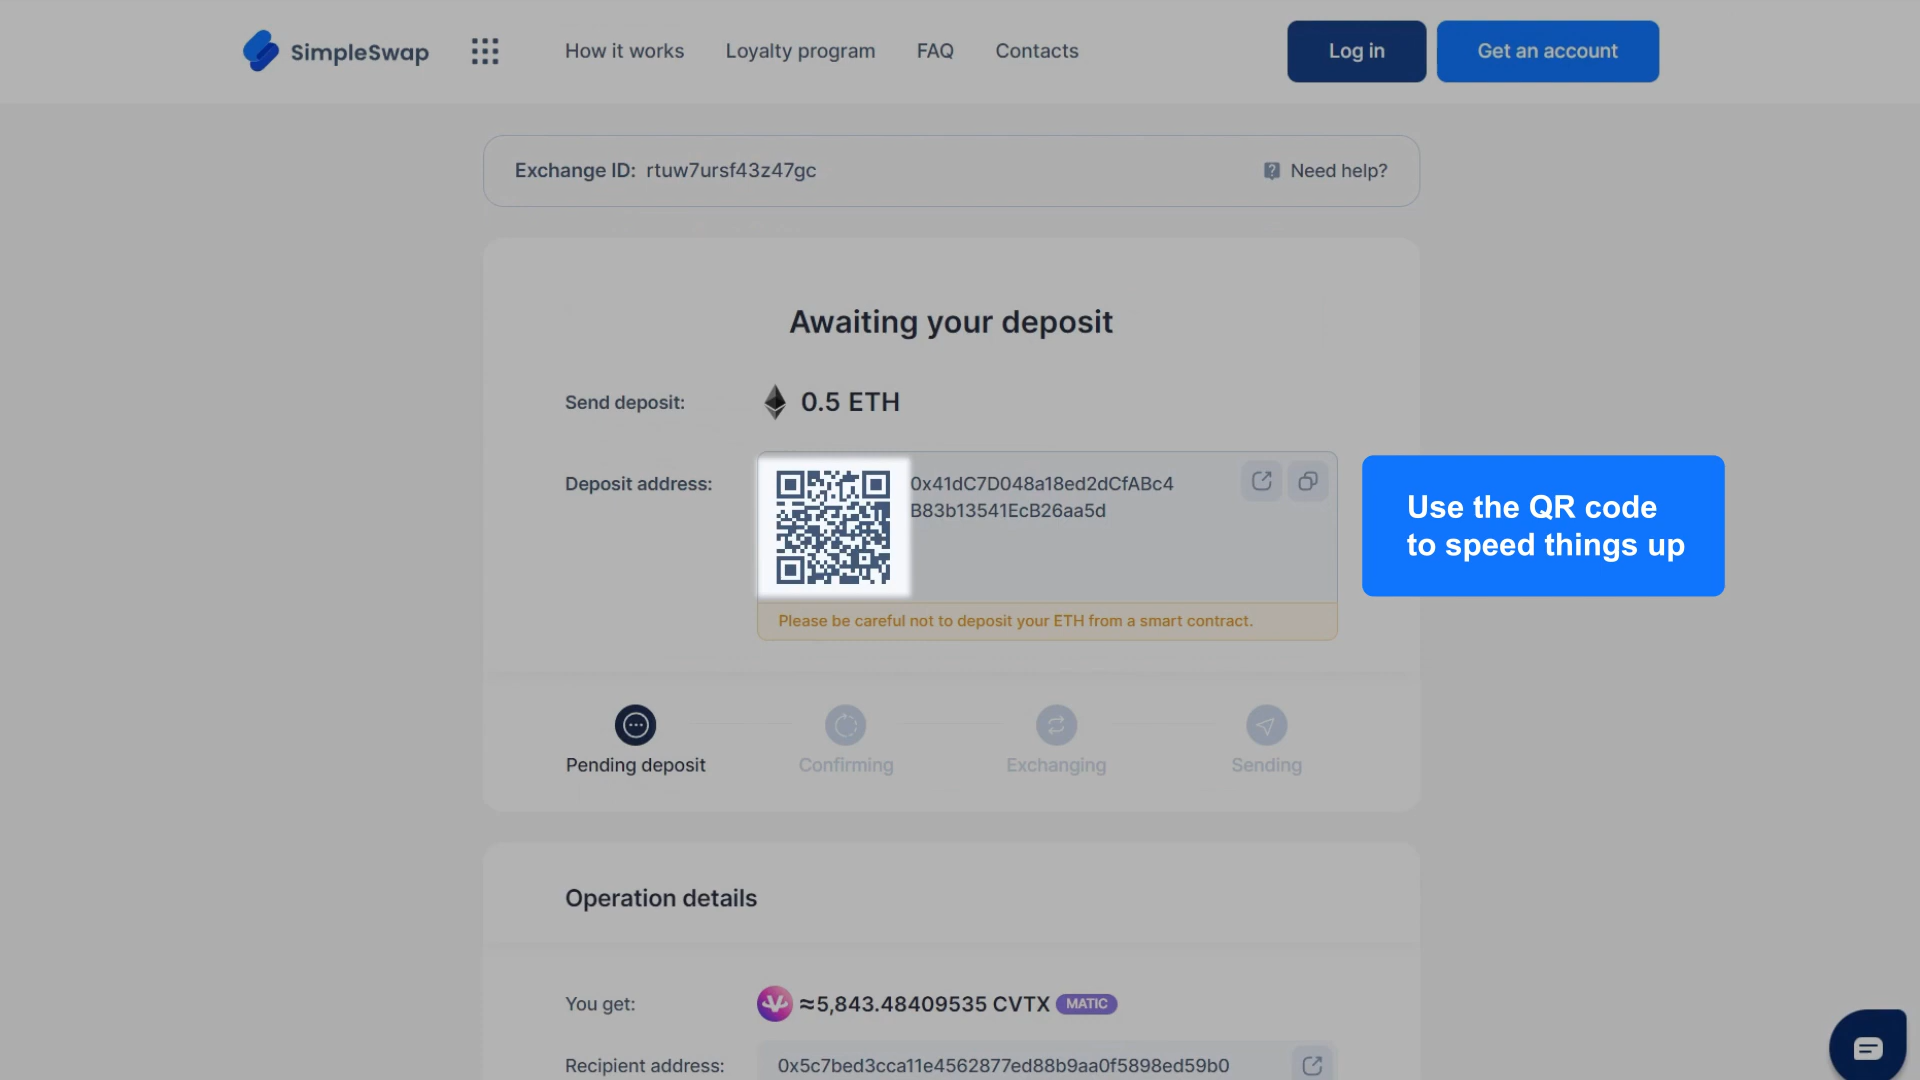 SimpleSwap
How it works
Loyalty program
FAQ
Contacts
Log in
Get an account
Exchange ID: rtuw7ursf43z47gc
Need help?
Awaiting your deposit
Send deposit:
0.5 ETH
Deposit address:
0x41dC7D048a18ed2dCfABc4
B83b13541EcB26aa5d
Use the QR code
to speed things up
Please be careful not to deposit your ETH from a smart contract.
Pending deposit
Confirming
Exchanging
Sending
Operation details
You get:
≈5,843.48409535 CVTX MATIC
Recipient address:
0x5c7bed3cca11e4562877ed88b9aa0f5898ed59b0